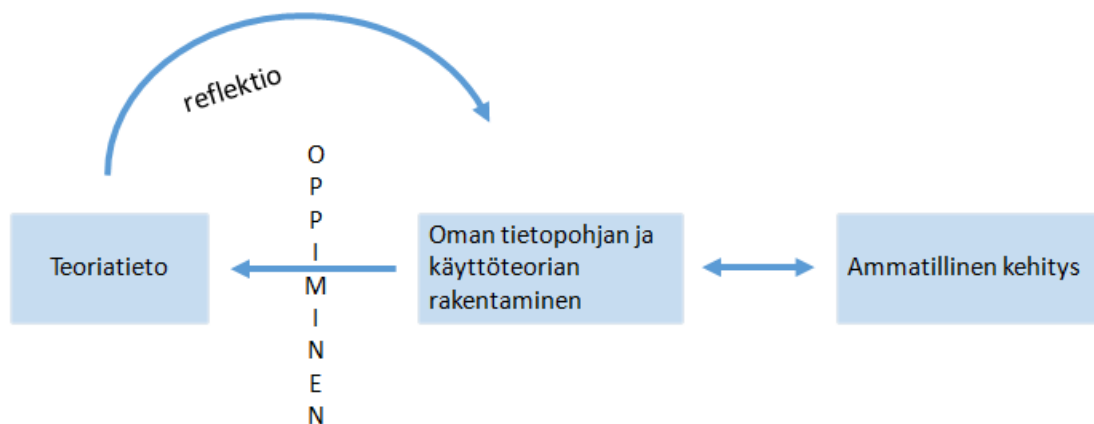 reflektio
O
P
P
I
M
I
N
E
N
Teoriatieto
Oman tietopohjan ja
käyttöteorian
rakentaminen
Ammatillinen kehitys